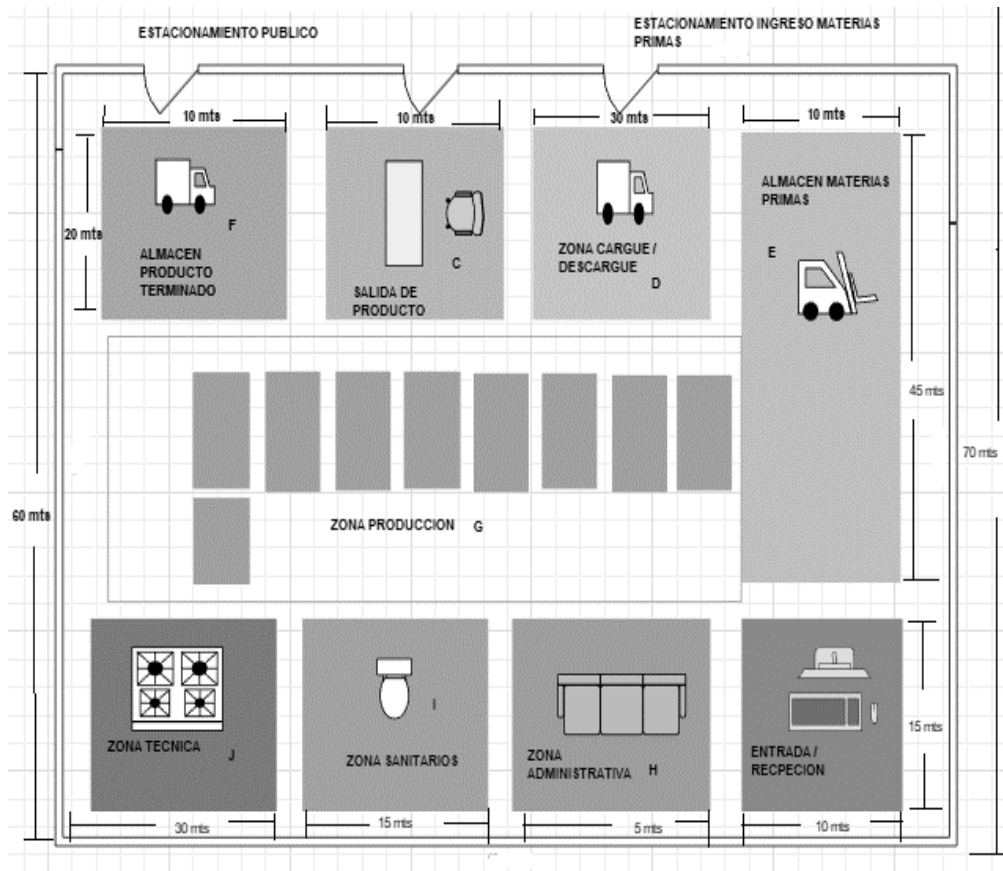 ESTACIONAMIENTO PUBLICO
ESTACIONAMIENTO INGRESO MATERIAS
PRIMAS
10 mts
10 mts
30 mts
10 mts
20 mts
F
ALMACEN
PRODUCTO
TERMINADO
C
SALIDA DE
PRODUCTO
ZONA CARGUE /
DESCARGUE
D
ALMACEN MATERIAS
PRIMAS
E
45 mts
70 mts
60 mts
ZONA PRODUCCION G
ZONA TECNICA
J
I
ZONA SANITARIOS
ZONA
ADMINISTRATIVA H
ENTRADA /
RECPECION
15 mts
30 mts
15 mts
5 mts
10 mts